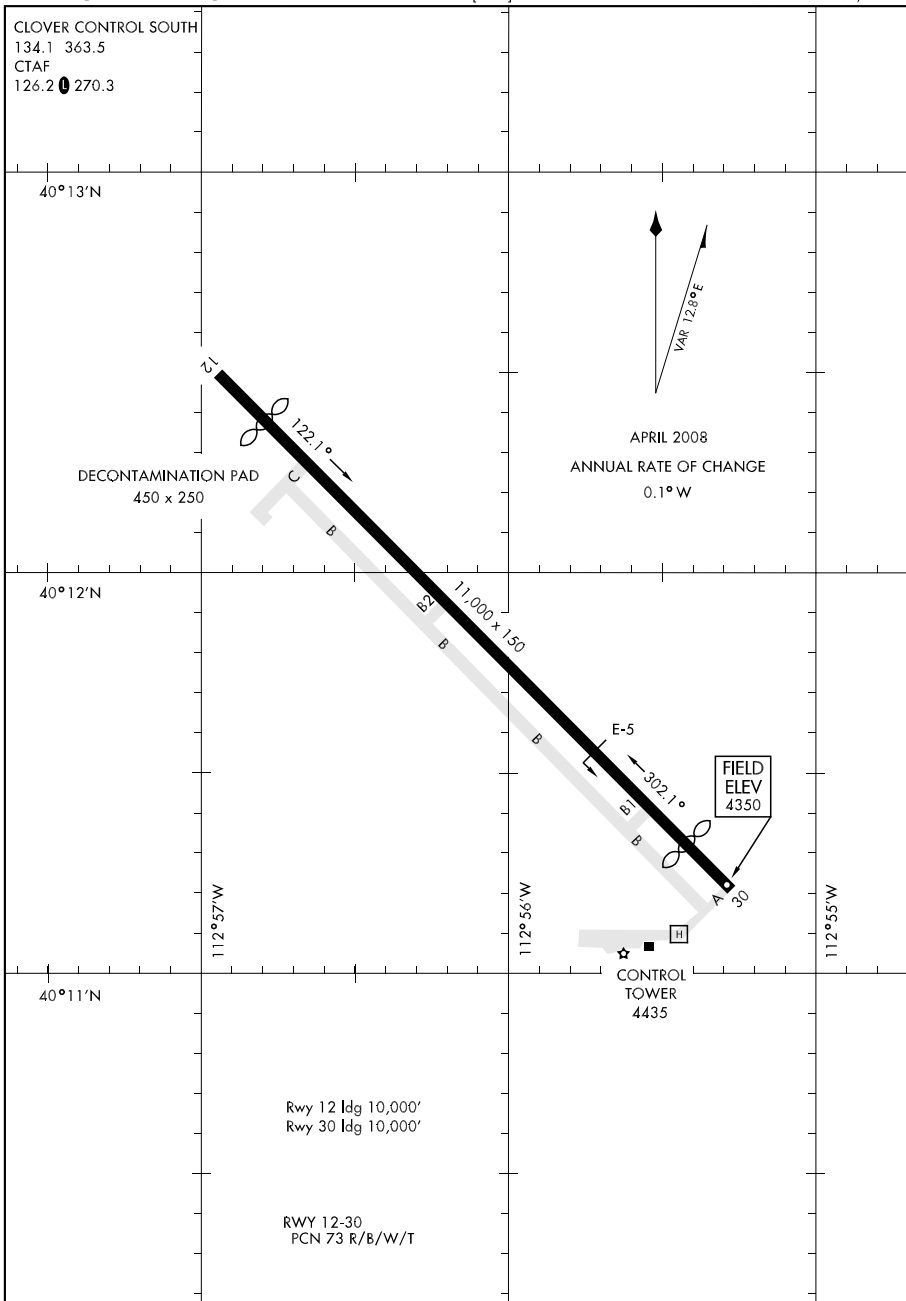 CLOVER CONTROL SOUTH
134.1 363.5
CTAF
126.2 L 270.3
40°13'N
VAR 12.8°E
APRIL 2008
ANNUAL RATE OF CHANGE
0.1° W
12
122.1°
DECONTAMINATION PAD
450 x 250
C
B
40°12'N
B2
11,000 x 150
B
B
E-5
302.1°
FIELD
ELEV
4350
B1
B
A
30
112°57'W
112°56'W
112°55'W
H
CONTROL
TOWER
4435
40°11'N
Rwy 12 ldg 10,000'
Rwy 30 ldg 10,000'
RWY 12-30
PCN 73 R/B/W/T